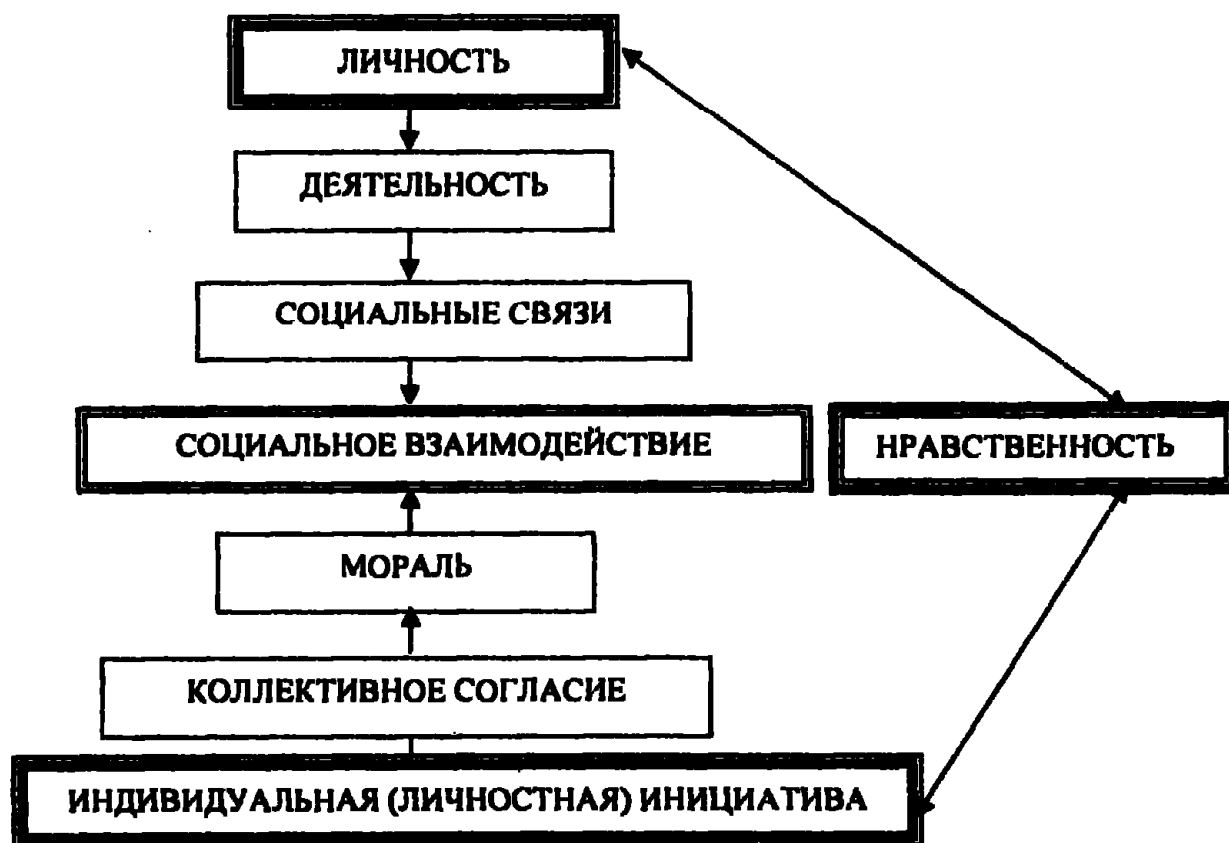 ЛИЧНОСТЬ
ДЕЯТЕЛЬНОСТЬ
СОЦИАЛЬНЫЕ СВЯЗИ
СОЦИАЛЬНОЕ ВЗАИМОДЕЙСТВИЕ
НРАВСТВЕННОСТЬ
МОРАЛЬ
КОЛЛЕКТИВНОЕ СОГЛАСИЕ
ИНДИВИДУАЛЬНАЯ (ЛИЧНОСТНАЯ) ИНИЦИАТИВА